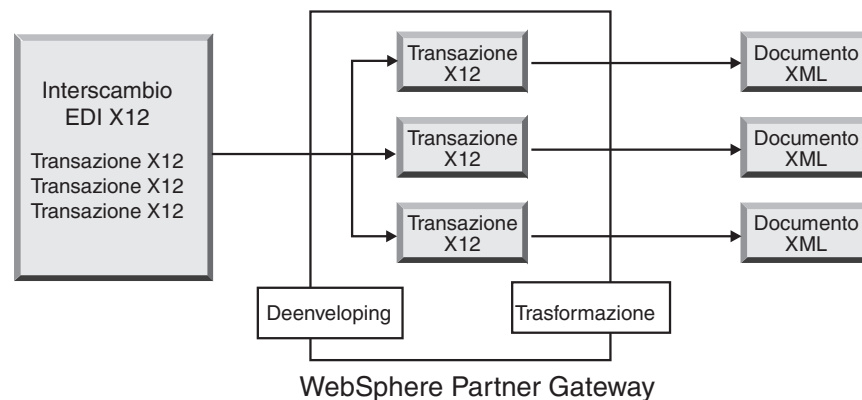 Interscambio
EDI X12
Transazione X12
Transazione X12
Transazione X12
Transazione
X12
Documento
XML
Transazione
X12
Documento
XML
Transazione
X12
Documento
XML
Deenveloping
Trasformazione
WebSphere Partner Gateway